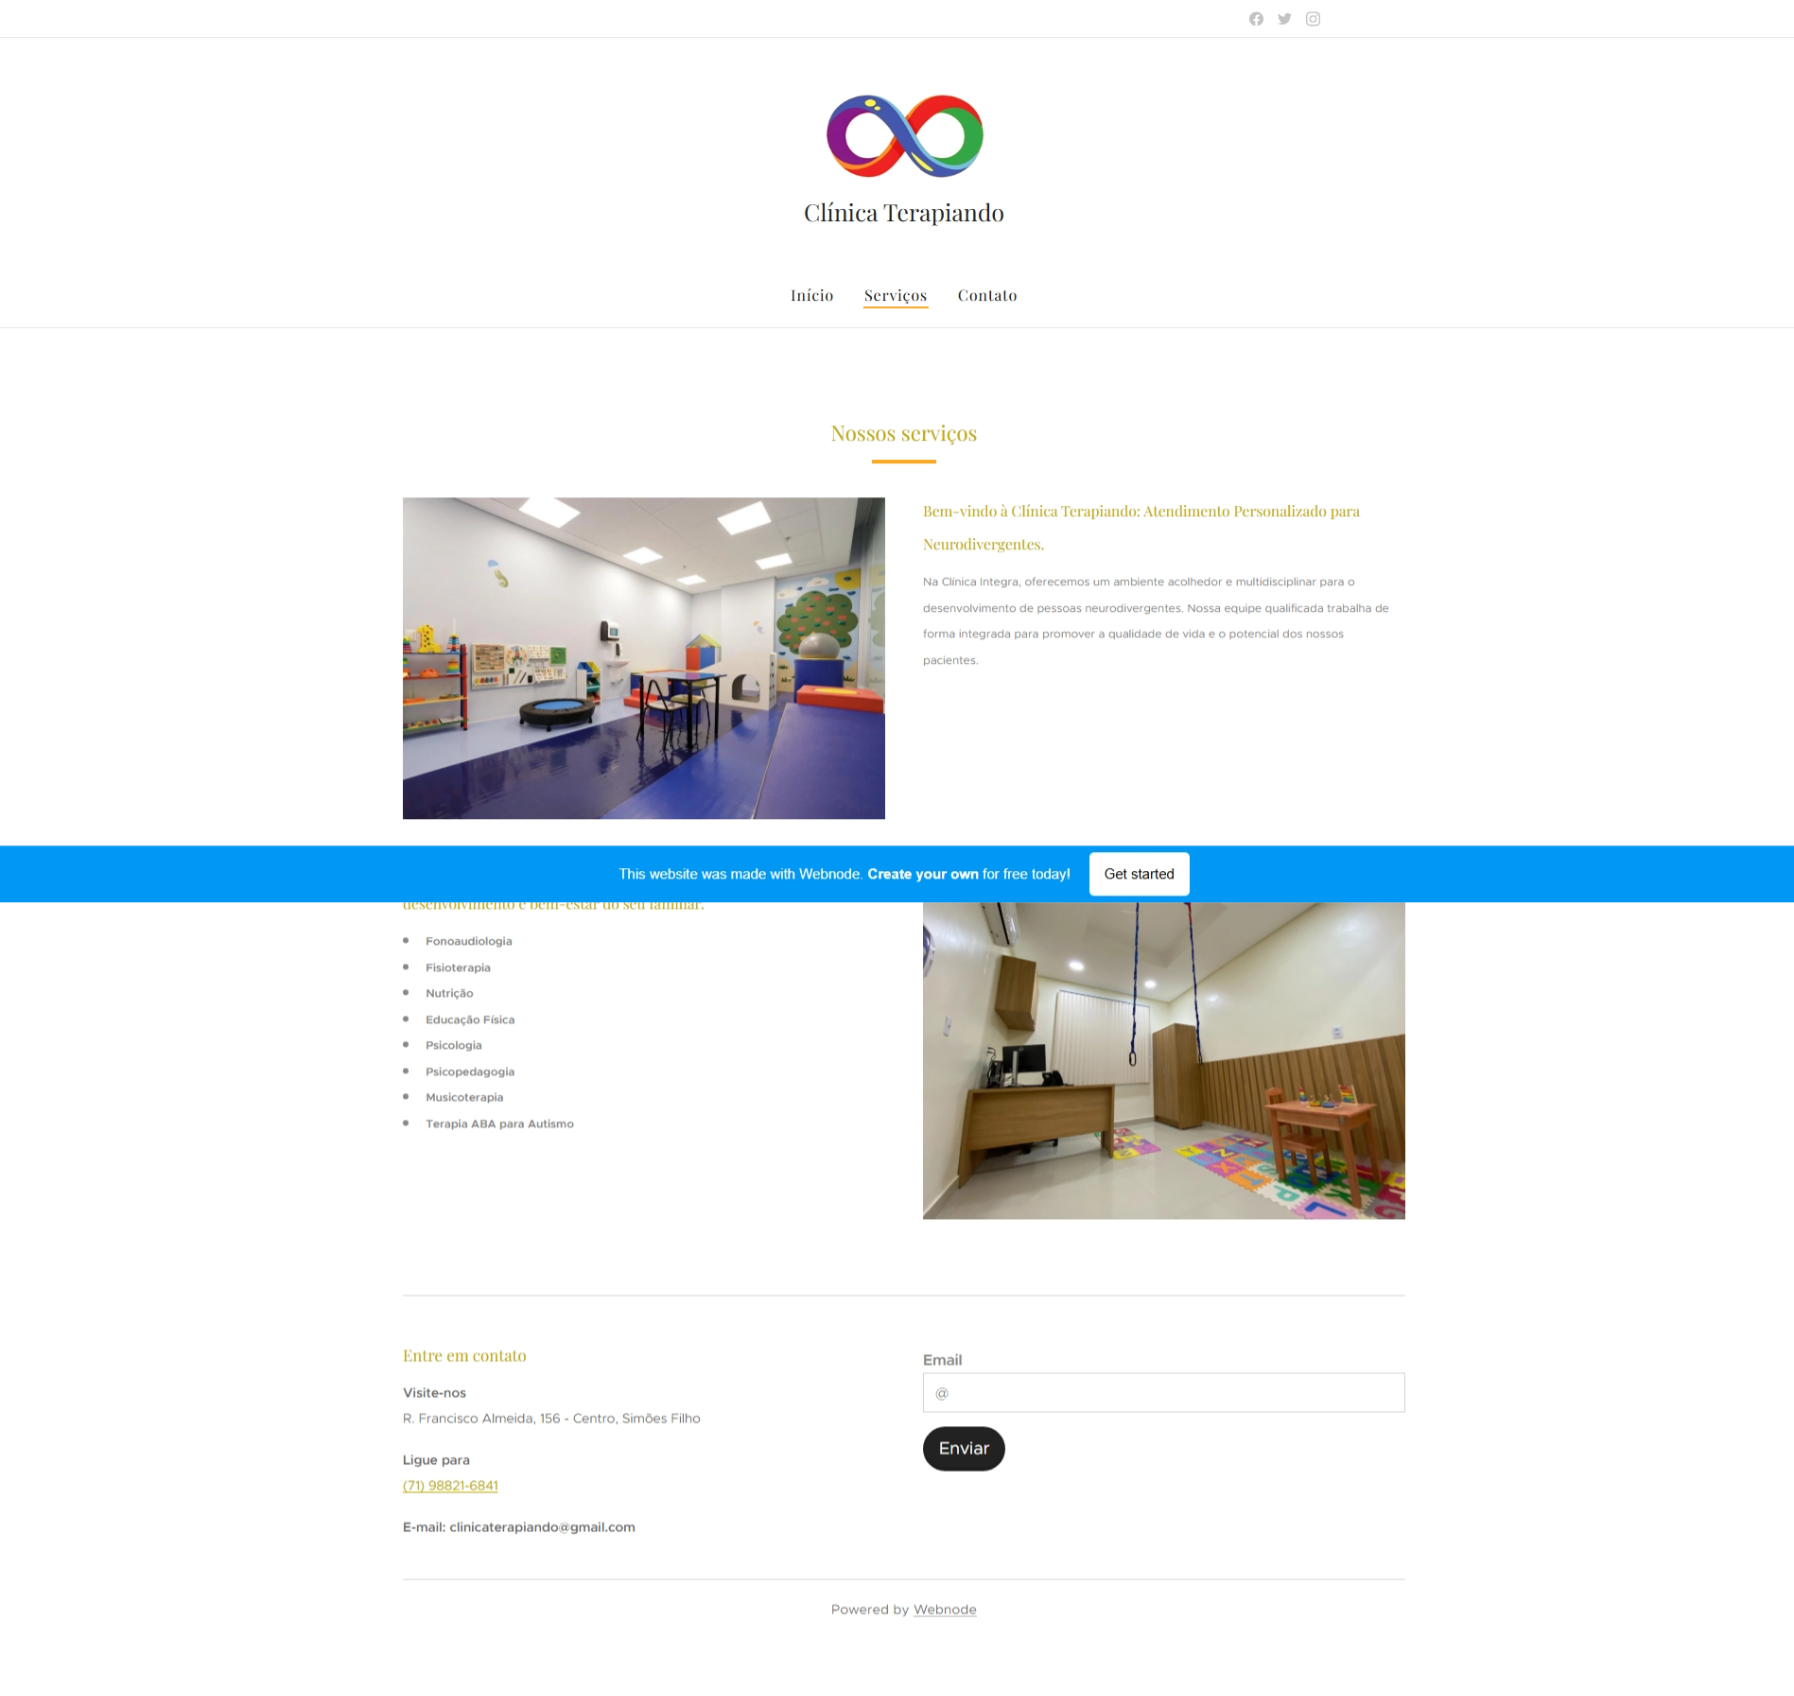 Clínica Terapiando
Início Serviços Contato
Nossos serviços
Bem-vindo à Clínica Terapiando: Atendimento Personalizado para
Neurodivergentes.
Na Clínica Integra, oferecemos um ambiente acolhedor e multidisciplinar para o
desenvolvimento de pessoas neurodivergentes. Nossa equipe qualificada trabalha de
forma integrada para promover a qualidade de vida e o potencial dos nossos
pacientes.
This website was made with Webnode. Create your own for free today! Get started
desenvolvimento e bem-estar do seu familiar.
Fonoaudiologia
Fisioterapia
Nutrição
Educação Física
Psicologia
Psicopedagogia
Musicoterapia
Terapia ABA para Autismo
Entre em contato
Visite-nos
R. Francisco Almeida, 156 - Centro, Simões Filho
Ligue para
(71) 98821-6841
E-mail: clinicaterapiando@gmail.com
Email
@
Enviar
Powered by Webnode